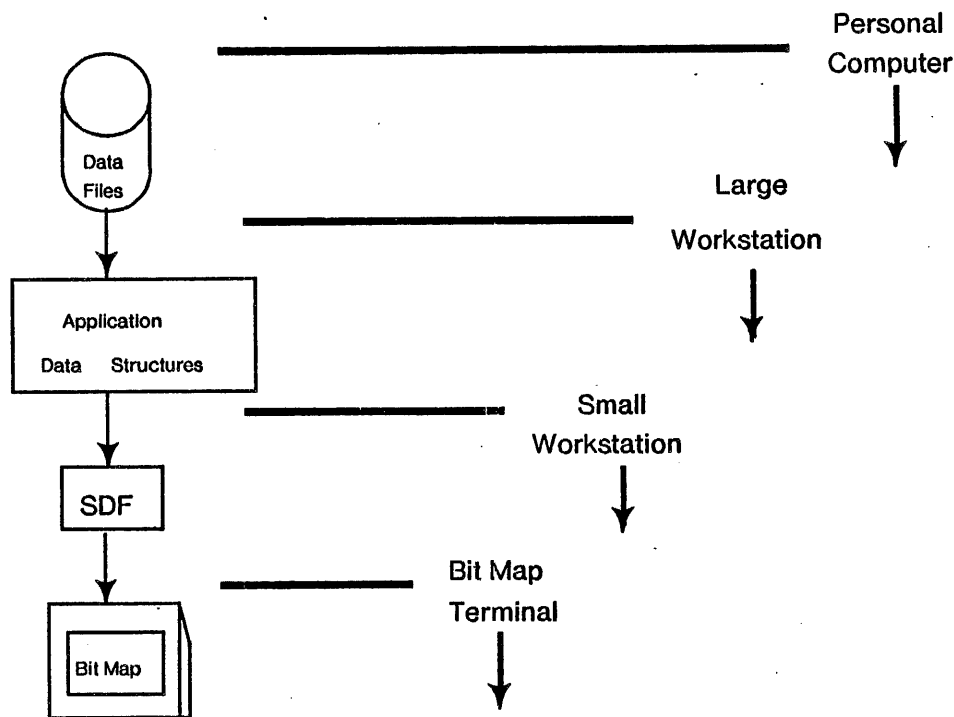 Personal
Computer
Data
Files
Large
Workstation
Application
Data Structures
Small
Workstation
SDF
Bit Map
Terminal
Bit Map